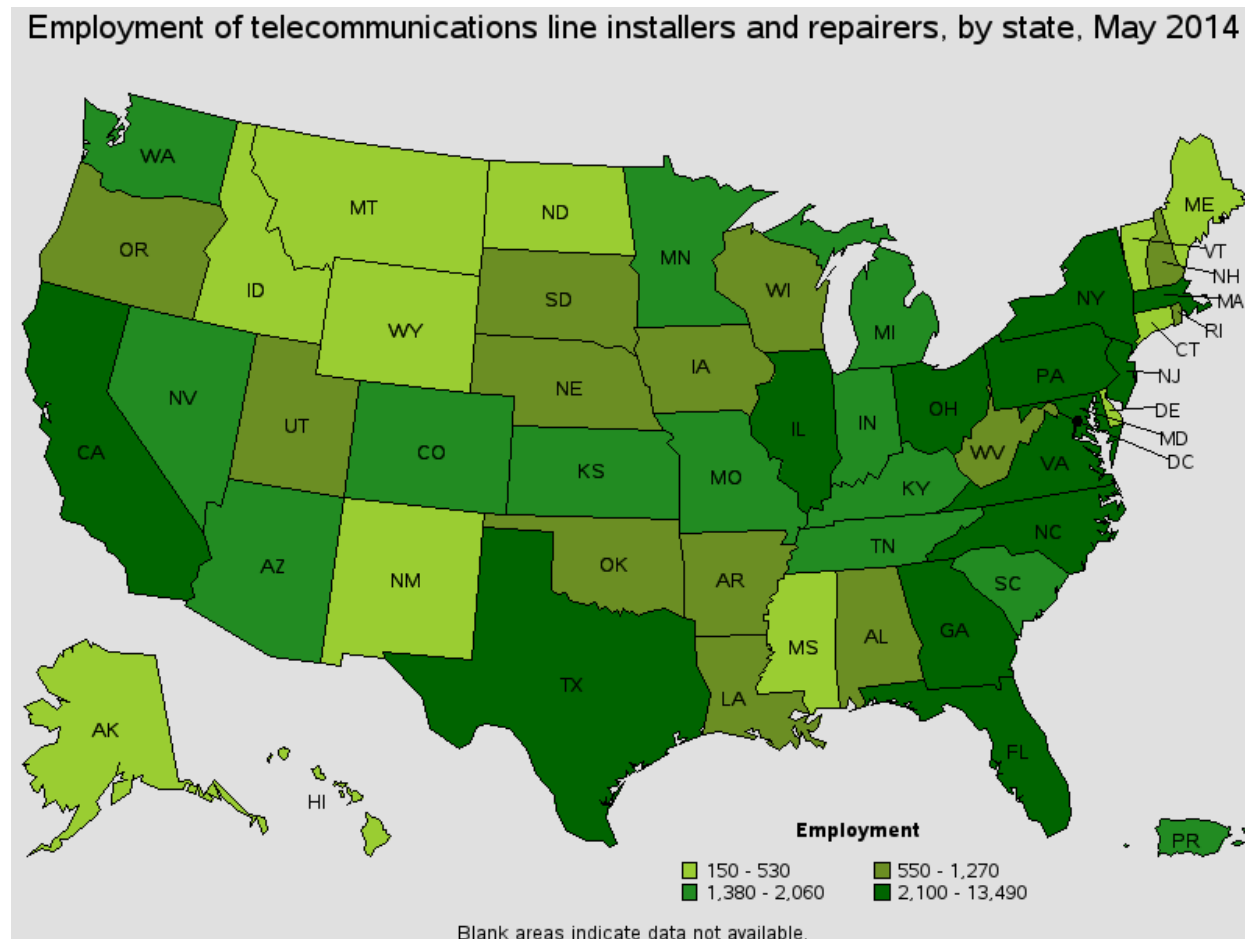 Employment of telecommunications line installers and repairers, by state, May 2014
WA
MT
ND
ME
MN
VT
OR
NH
ID
SD
WI
NY
MA
WY
MI
RI
CT
IA
PA
NJ
NE
NV
OH
DE
UT
IL
IN
MD
CA
CO
WV
VA
DC
KS
MO
KY
NC
TN
AZ
OK
NM
AR
SC
GA
MS
AL
TX
LA
AK
FL
HI
Employment
PR
150 - 530 550 - 1,270
1,380 - 2,060 2,100 - 13,490
Blank areas indicate data not available.